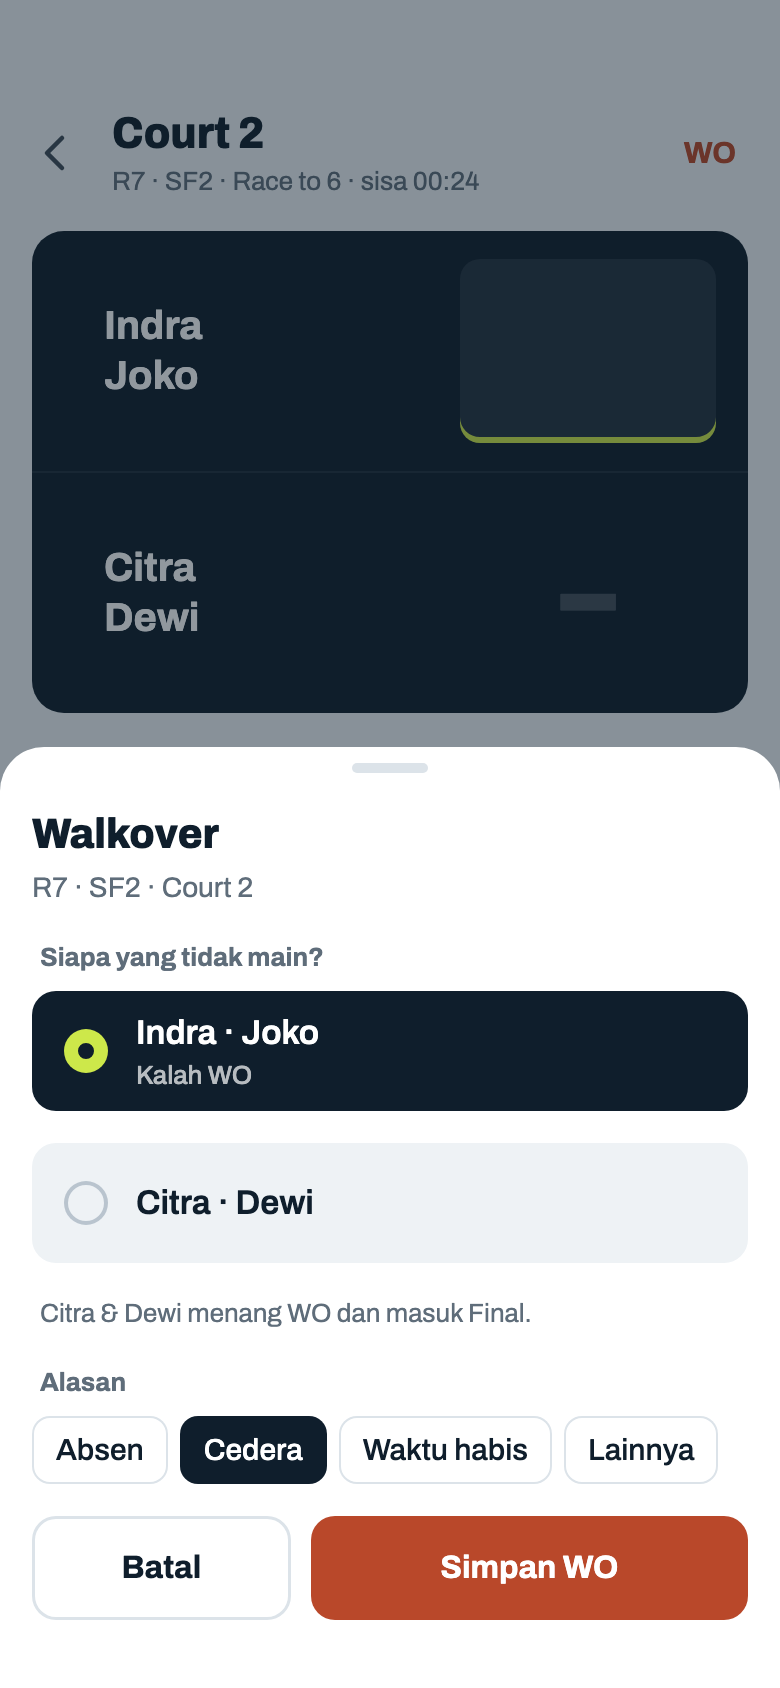 Court 2
R7 · SF2 · Race to 6 · sisa 00:24
WO
Indra
Joko
Citra
Dewi
Walkover
R7 · SF2 · Court 2
Siapa yang tidak main?
Indra · Joko
Kalah WO
Citra · Dewi
Citra & Dewi menang WO dan masuk Final.
Alasan
Absen
Cedera
Waktu habis
Lainnya
Batal
Simpan WO